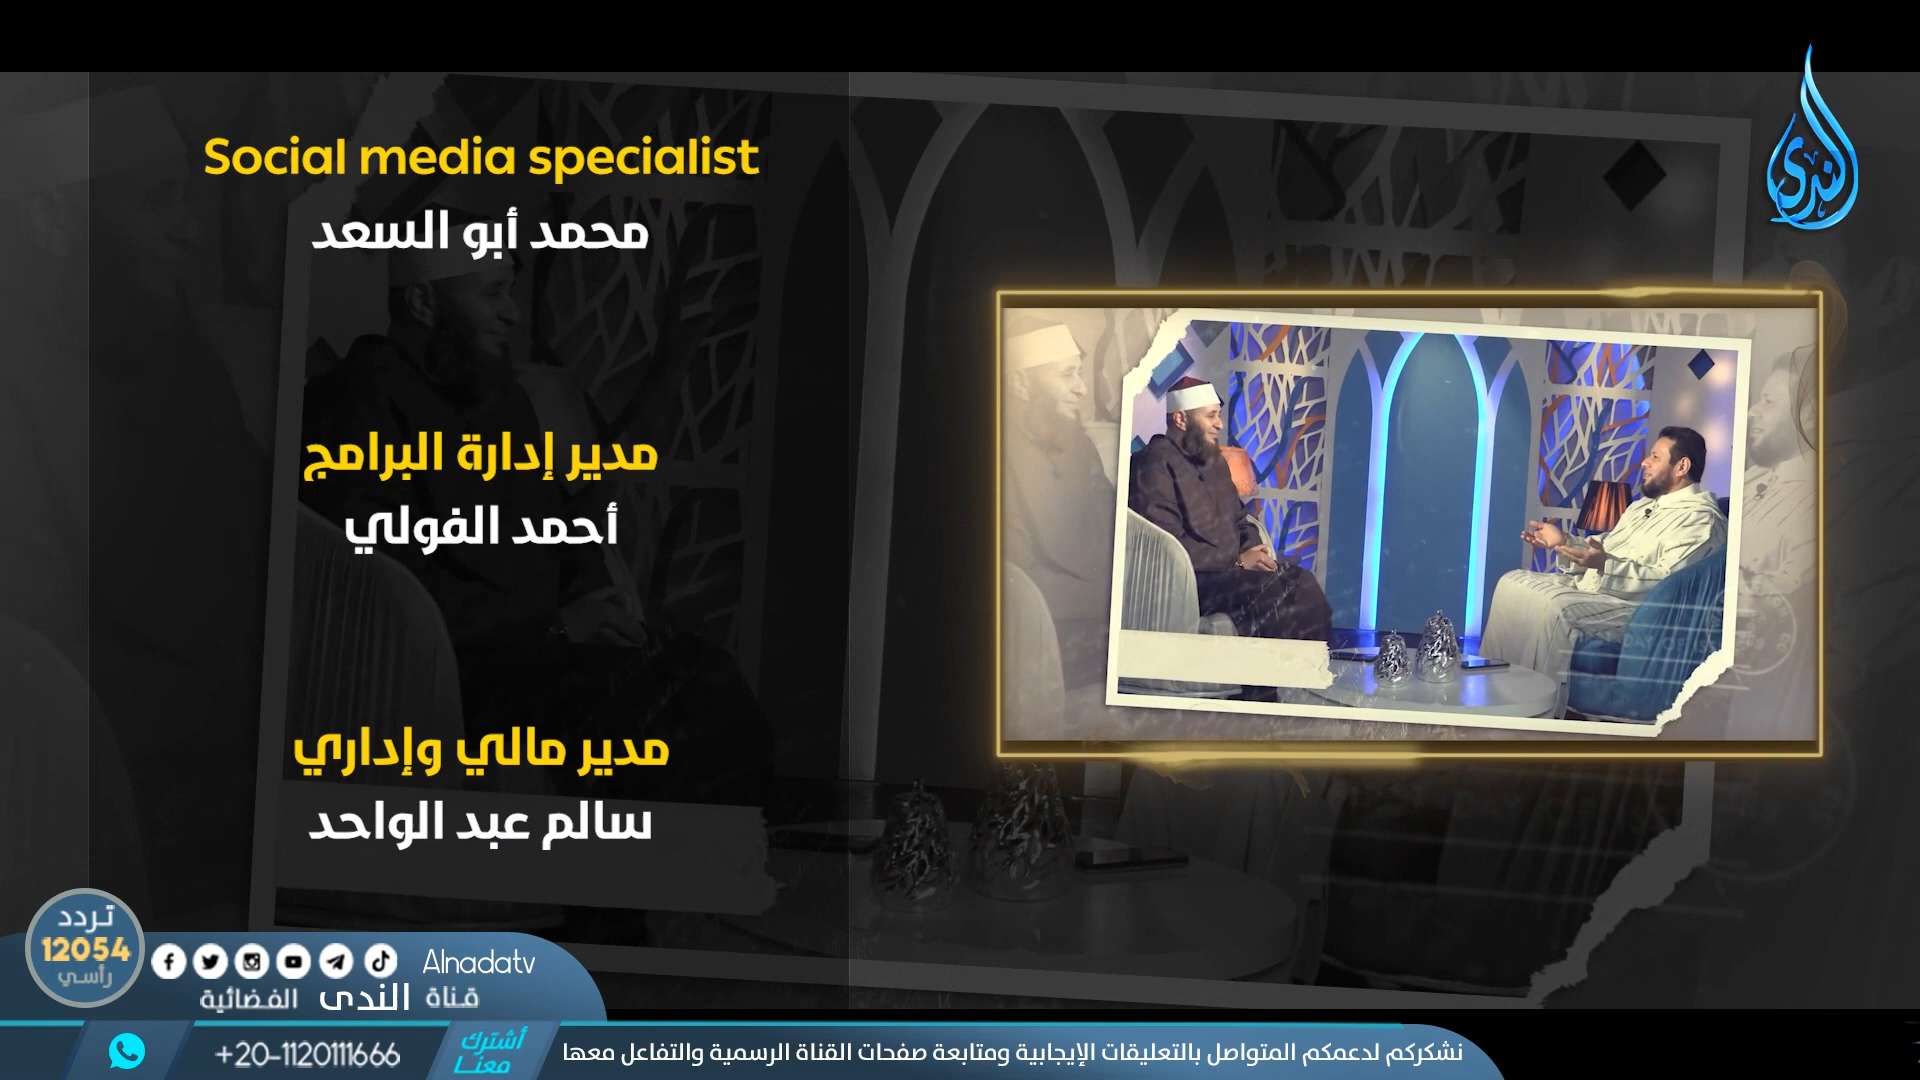 الندى
Social media specialist
محمد أبو السعد
مدير إدارة البرامج
أحمد الفولي
مدير مالي وإداري
سالم عبد الواحد
تردد
12054
رأسي
Alnadatv
قناة الندى الفضائية
+20-1120111666
أشترك معنا
نشكركم لدعمكم المتواصل بالتعليقات الإيجابية ومتابعة صفحات القناة الرسمية والتفاعل معها